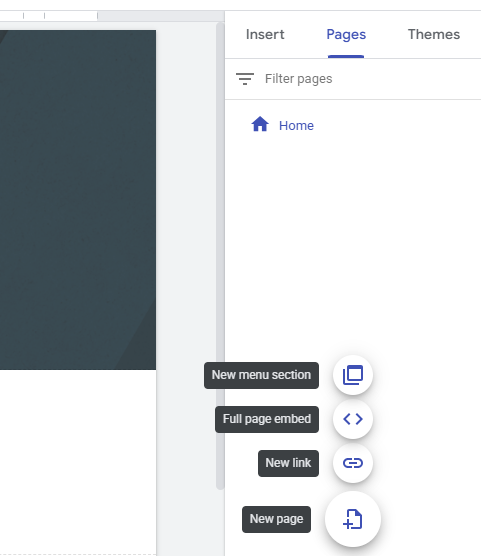 Insert Pages Themes
Filter pages
Home
New menu section
Full page embed
New link
New page